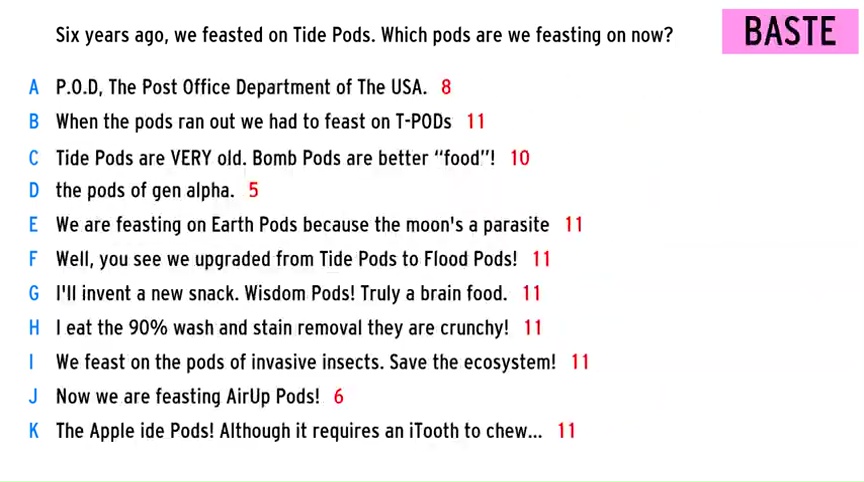 Six years ago, we feasted on Tide Pods. Which pods are we feasting on now?
BASTE
A P.O.D, The Post Office Department of The USA. 8
B When the pods ran out we had to feast on T-PODs 11
C Tide Pods are VERY old. Bomb Pods are better “food”! 10
D the pods of gen alpha. 5
E We are feasting on Earth Pods because the moon's a parasite 11
F Well, you see we upgraded from Tide Pods to Flood Pods! 11
G I'll invent a new snack. Wisdom Pods! Truly a brain food. 11
H I eat the 90% wash and stain removal they are crunchy! 11
I We feast on the pods of invasive insects. Save the ecosystem! 11
J Now we are feasting AirUp Pods! 6
K The Apple ide Pods! Although it requires an iTooth to chew... 11